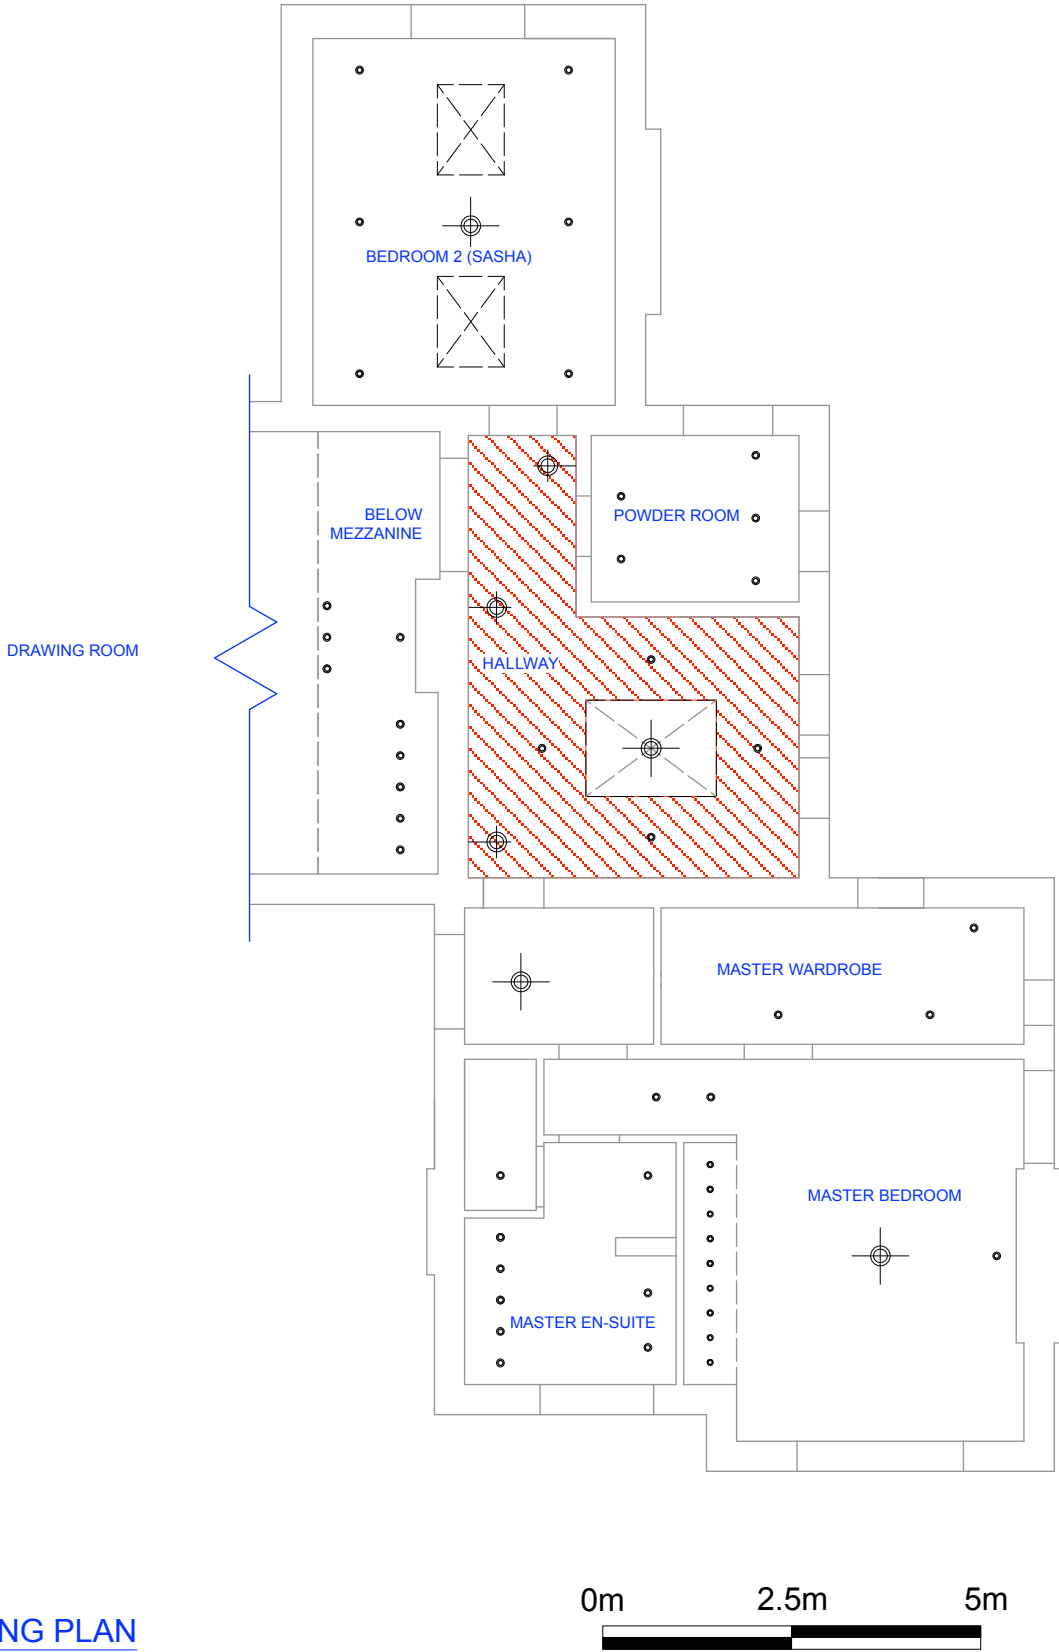 BEDROOM 2 (SASHA)
BELOW
MEZZANINE
POWDER ROOM
DRAWING ROOM
HALLWAY
MASTER WARDROBE
MASTER BEDROOM
MASTER EN-SUITE
0m 2.5m 5m
NG PLAN